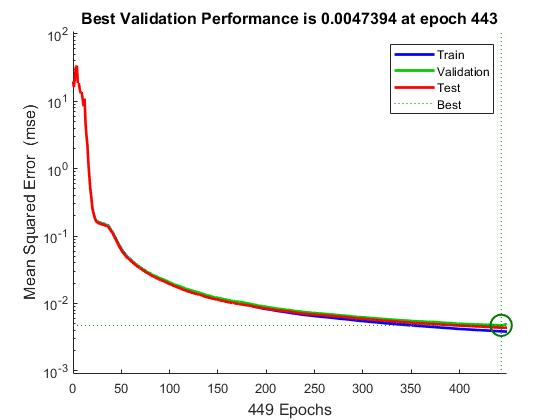 Best Validation Performance is 0.0047394 at epoch 443
Mean Squared Error (mse)
10^2
10^1
10^0
10^-1
10^-2
10^-3
Train
Validation
Test
Best
0 50 100 150 200 250 300 350 400
449 Epochs